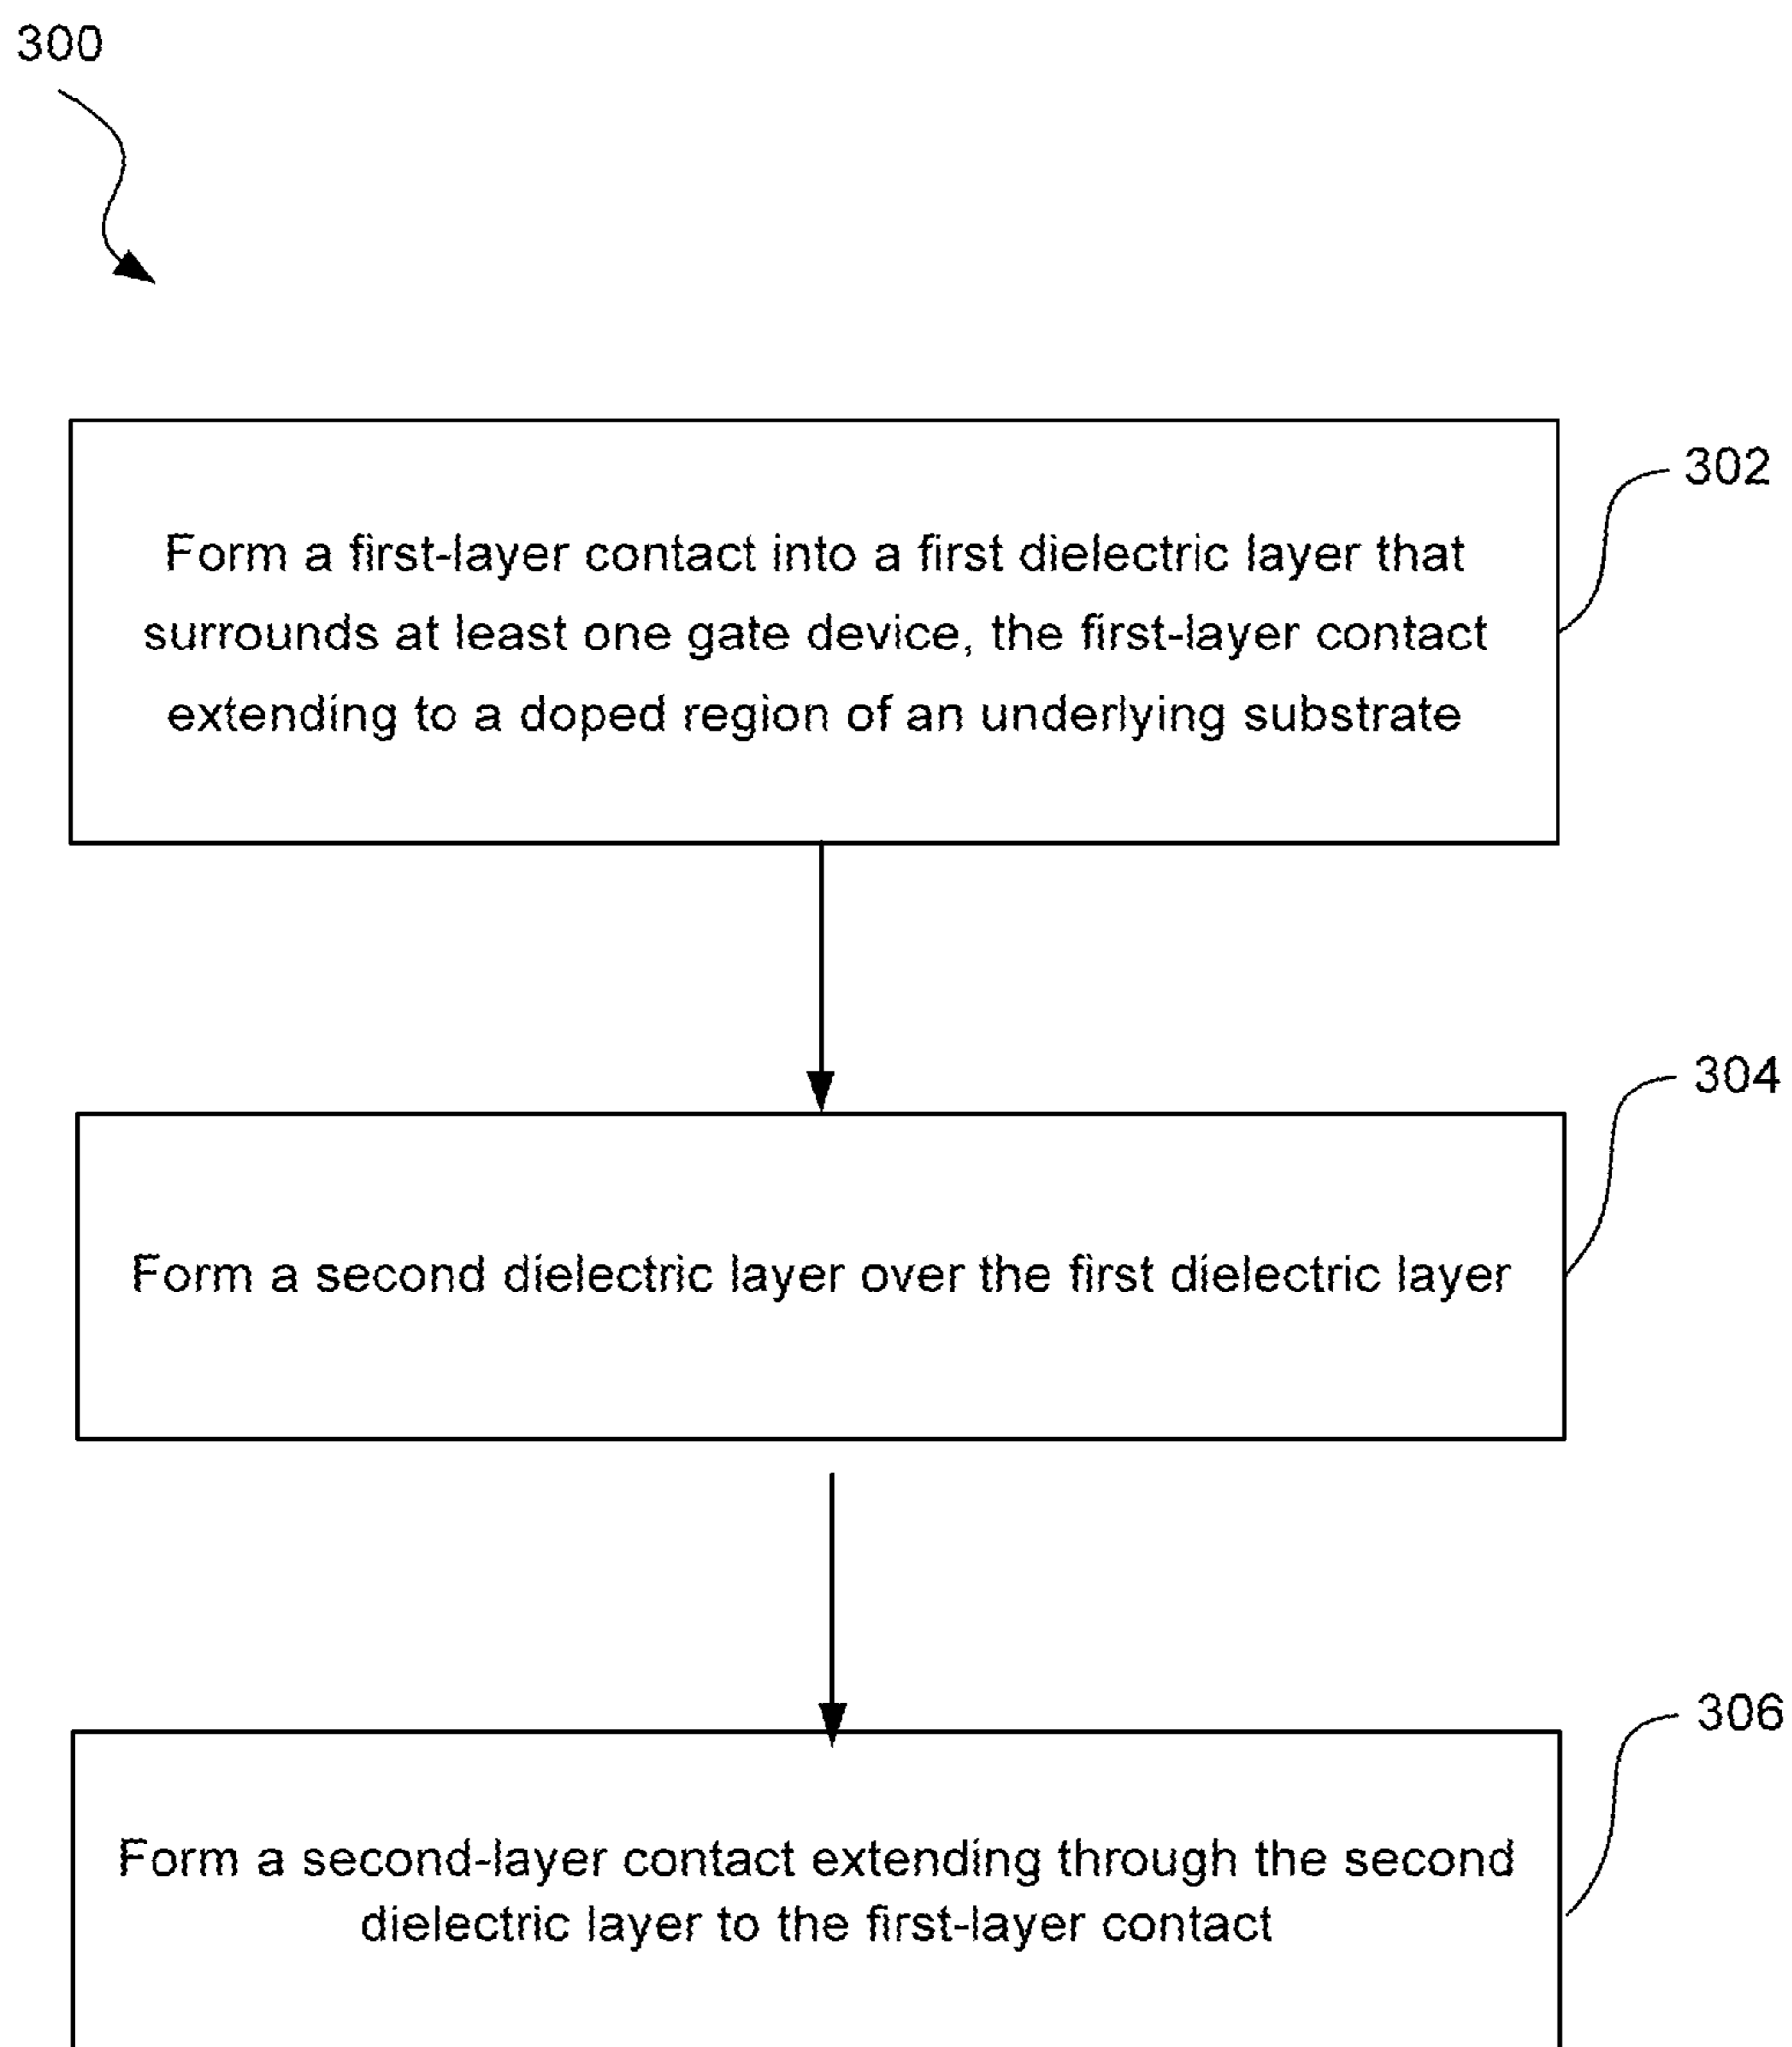 300
302
Form a first-layer contact into a first dielectric layer that
surrounds at least one gate device, the first-layer contact
extending to a doped region of an underlying substrate
304
Form a second dielectric layer over the first dielectric layer
306
Form a second-layer contact extending through the second
dielectric layer to the first-layer contact